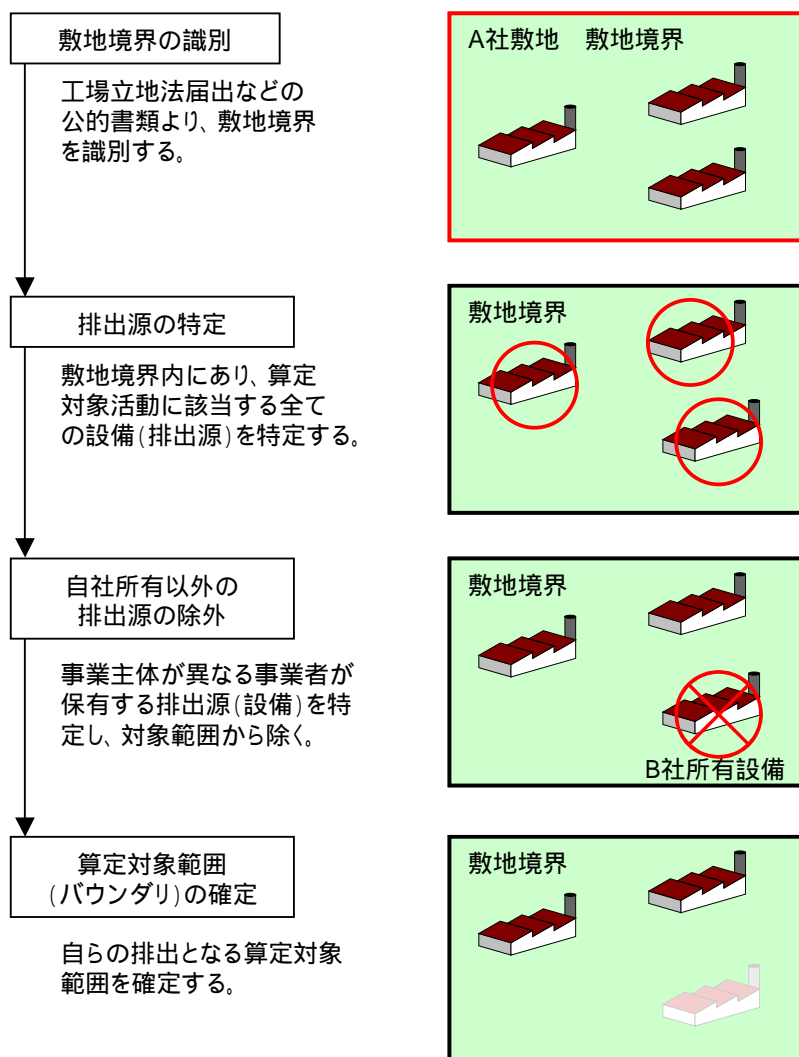 敷地境界の識別
工場立地法届出などの
公的書類より、敷地境界
を識別する。
A社敷地　敷地境界
排出源の特定
敷地境界内にあり、算定
対象活動に該当する全て
の設備(排出源)を特定する。
敷地境界
自社所有以外の
排出源の除外
事業主体が異なる事業者が
保有する排出源(設備)を特
定し、対象範囲から除く。
敷地境界
B社所有設備
算定対象範囲
(バウンダリ)の確定
自らの排出となる算定対象
範囲を確定する。
敷地境界